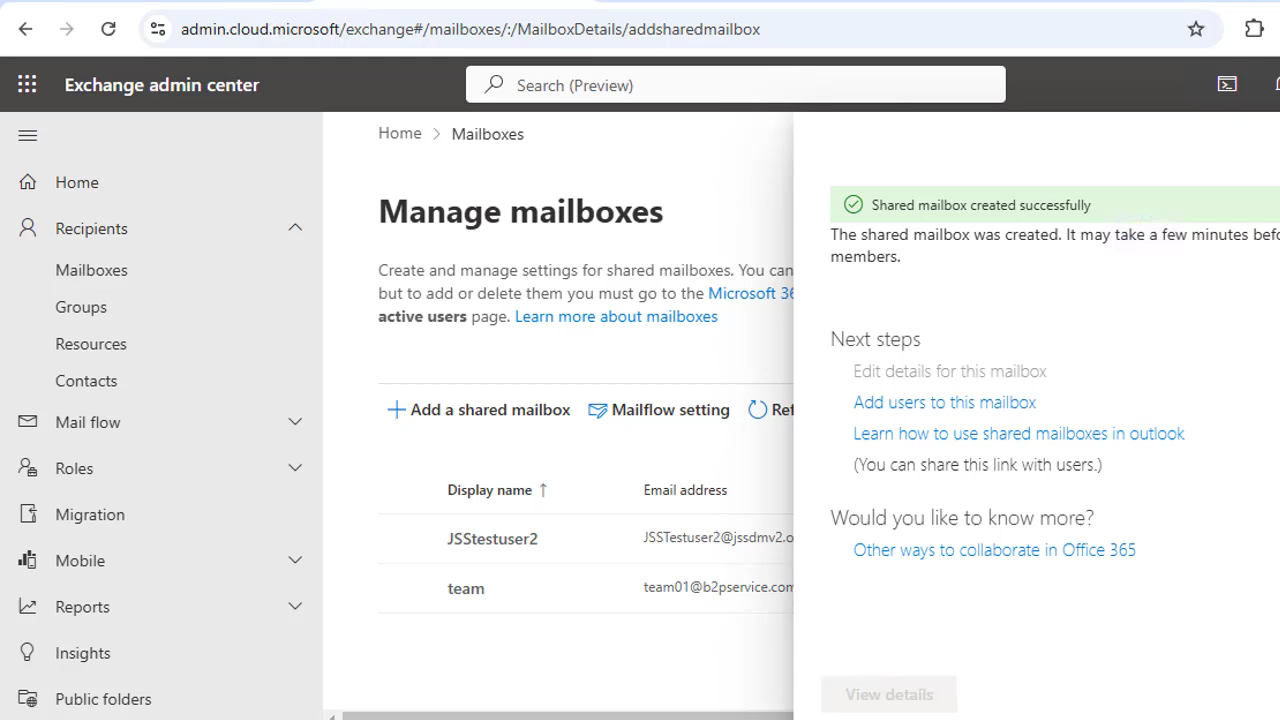 admin.cloud.microsoft/exchange#/mailboxes/:/MailboxDetails/addsharedmailbox
Exchange admin center
Search (Preview)
Home
Recipients
Mailboxes
Groups
Resources
Contacts
Mail flow
Roles
Migration
Mobile
Reports
Insights
Public folders
Home > Mailboxes
Manage mailboxes
Create and manage settings for shared mailboxes. You can
but to add or delete them you must go to the Microsoft 36
active users page. Learn more about mailboxes
Add a shared mailbox Mailflow setting Ref
Display name ↑ Email address
JSStestuser2 JSSTestuser2@jssdmv2.o
team team01@b2pservice.com
Shared mailbox created successfully
The shared mailbox was created. It may take a few minutes befo
members.
Next steps
Edit details for this mailbox
Add users to this mailbox
Learn how to use shared mailboxes in outlook
(You can share this link with users.)
Would you like to know more?
Other ways to collaborate in Office 365
View details